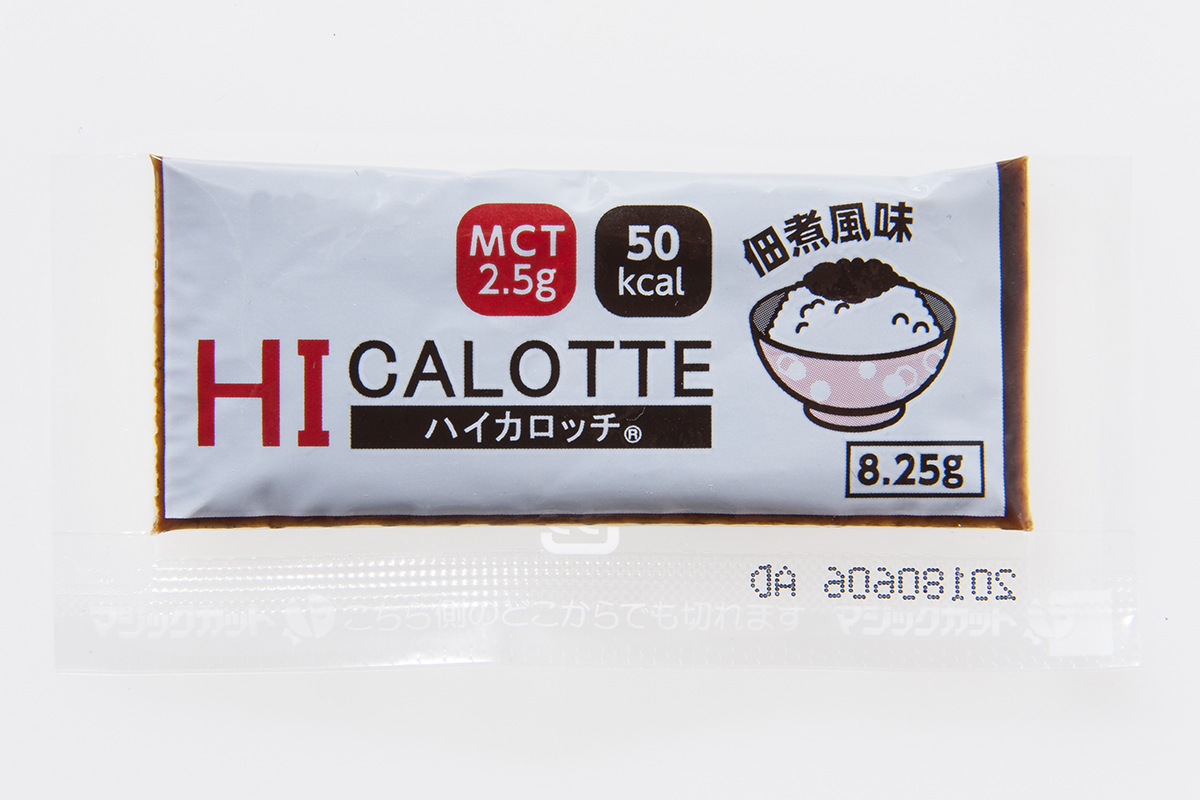 MCT
2.5g
50
kcal
佃煮風味
HI CALOTTE
ハイカロッチ®
8.25g
20180906 AD
マジックカット こちら側のどこからでも切れます マジックカット